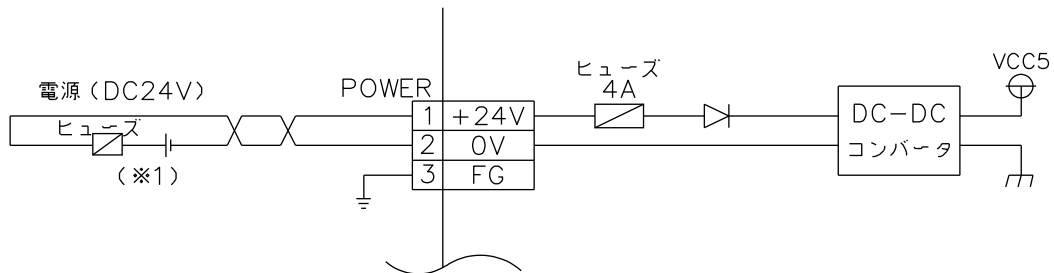 電源(DC24V)
ヒューズ
(※1)
POWER
1 +24V
2 0V
3 FG
ヒューズ
4A
DC-DC
コンバータ
VCC5